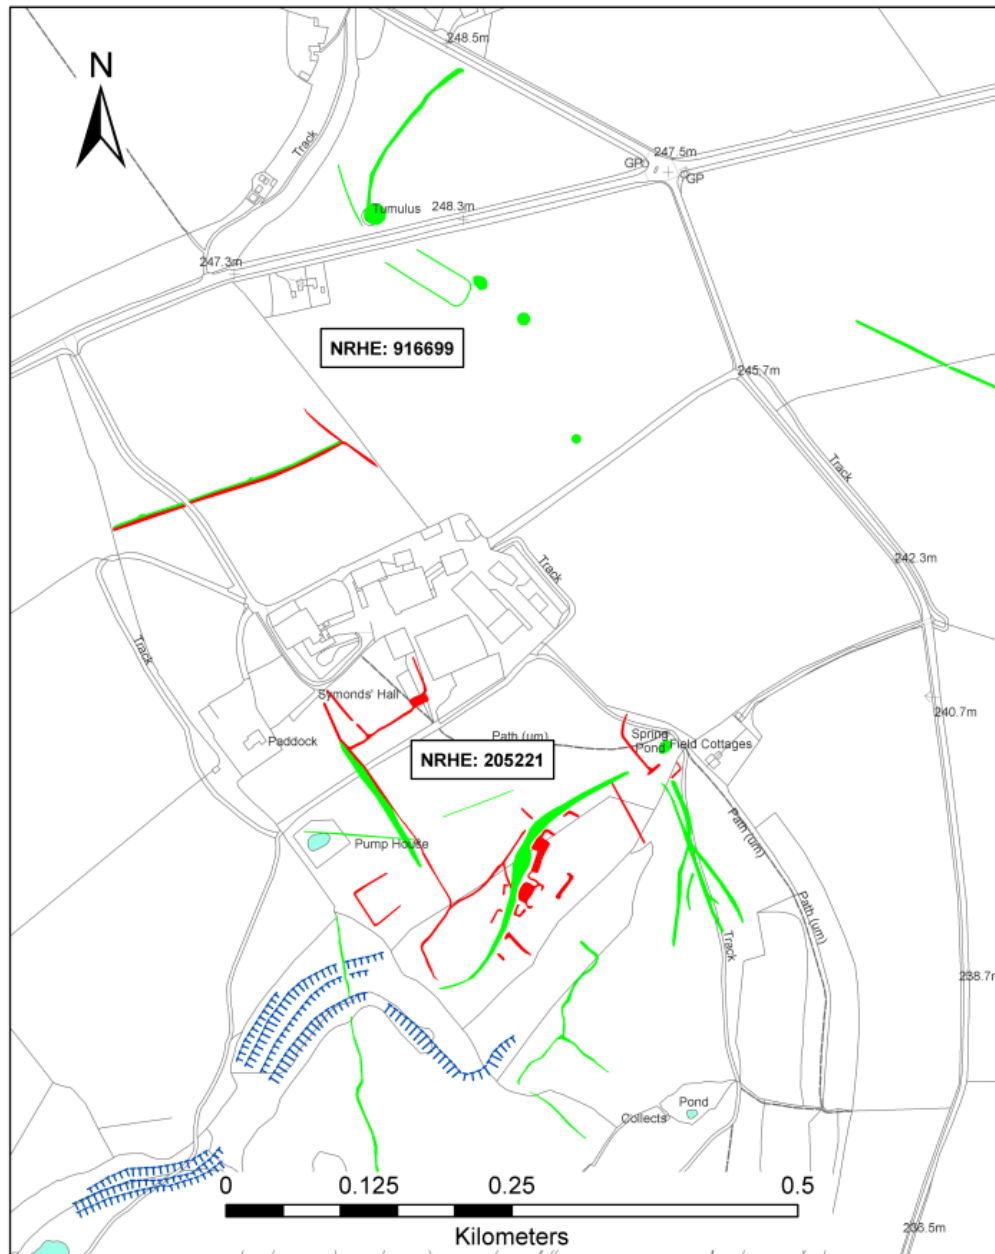 248.5m
N
Track
247.5m
GP
GP
Tumulus
248.3m
247.3m
NRHE: 916699
245.7m
Track
242.3m
Track
Track
Symonds' Hall
240.7m
Paddock
Path (um)
Spring
Pond
Field Cottages
NRHE: 205221
Path (um)
Pump House
Path (um)
Track
238.7m
Pond
Collects
0
0.125
0.25
0.5
Kilometers
236.5m